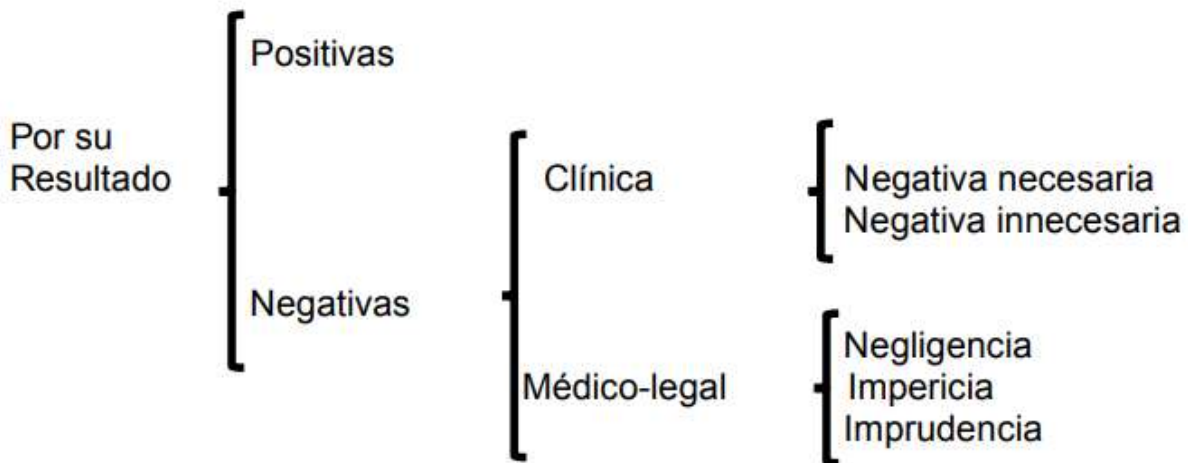 Por su
Resultado
Positivas
Negativas
Clínica
Negativa necesaria
Negativa innecesaria
Médico-legal
Negligencia
Impericia
Imprudencia